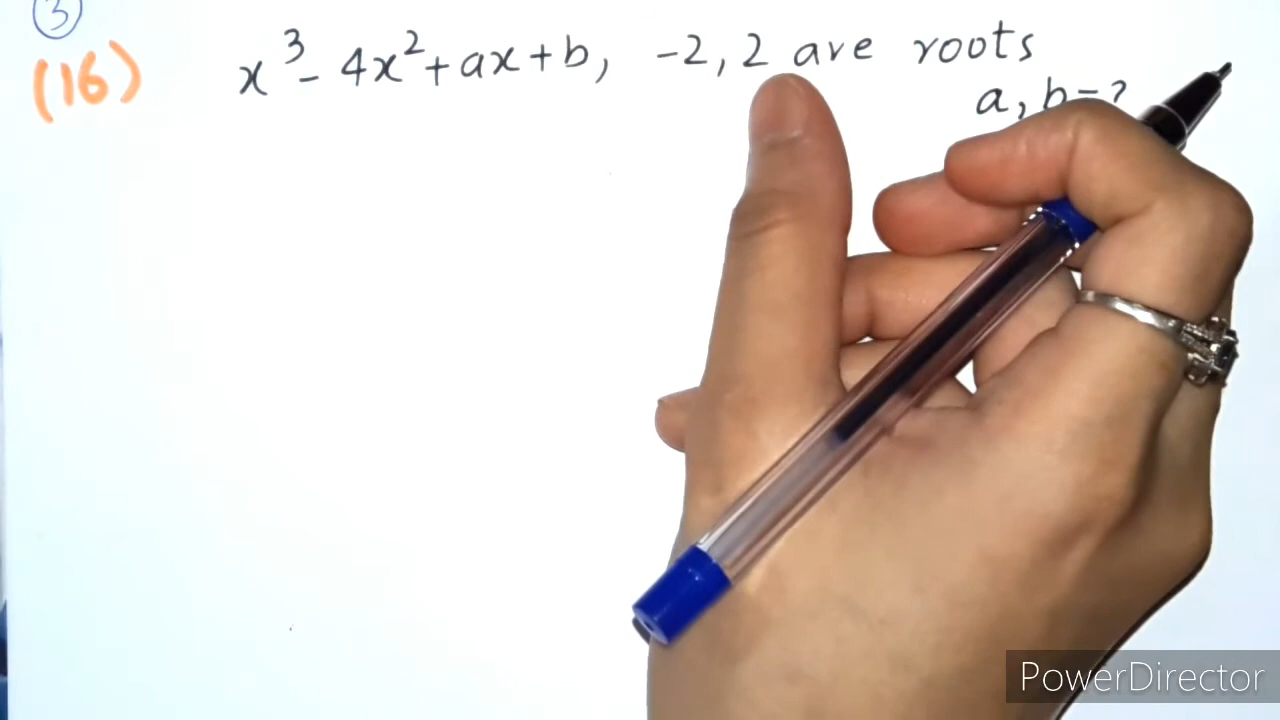 3
(16) x³ - 4x² + ax + b, -2, 2 are roots
a, b = ?
PowerDirector